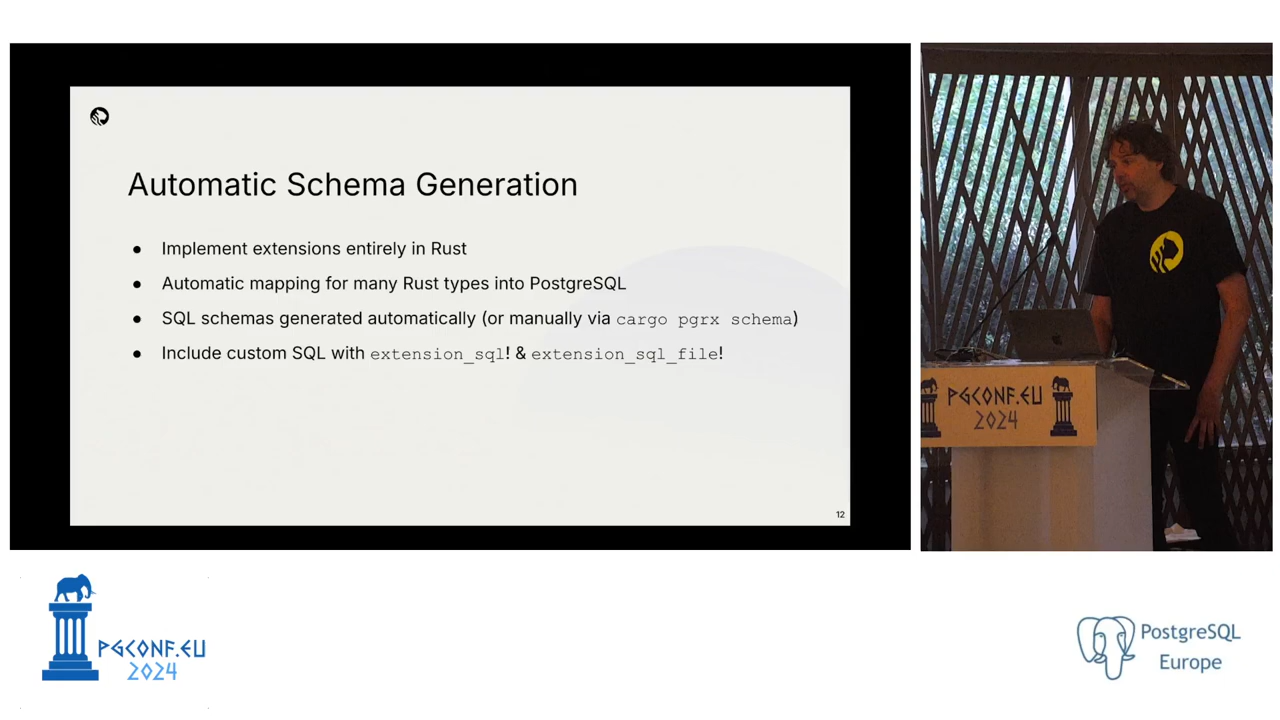 Automatic Schema Generation
● Implement extensions entirely in Rust
● Automatic mapping for many Rust types into PostgreSQL
● SQL schemas generated automatically (or manually via cargo pgrx schema)
● Include custom SQL with extension_sql! & extension_sql_file!
12
PGCONF.EU
2024
PGCONF.EU
2024
PostgreSQL
Europe